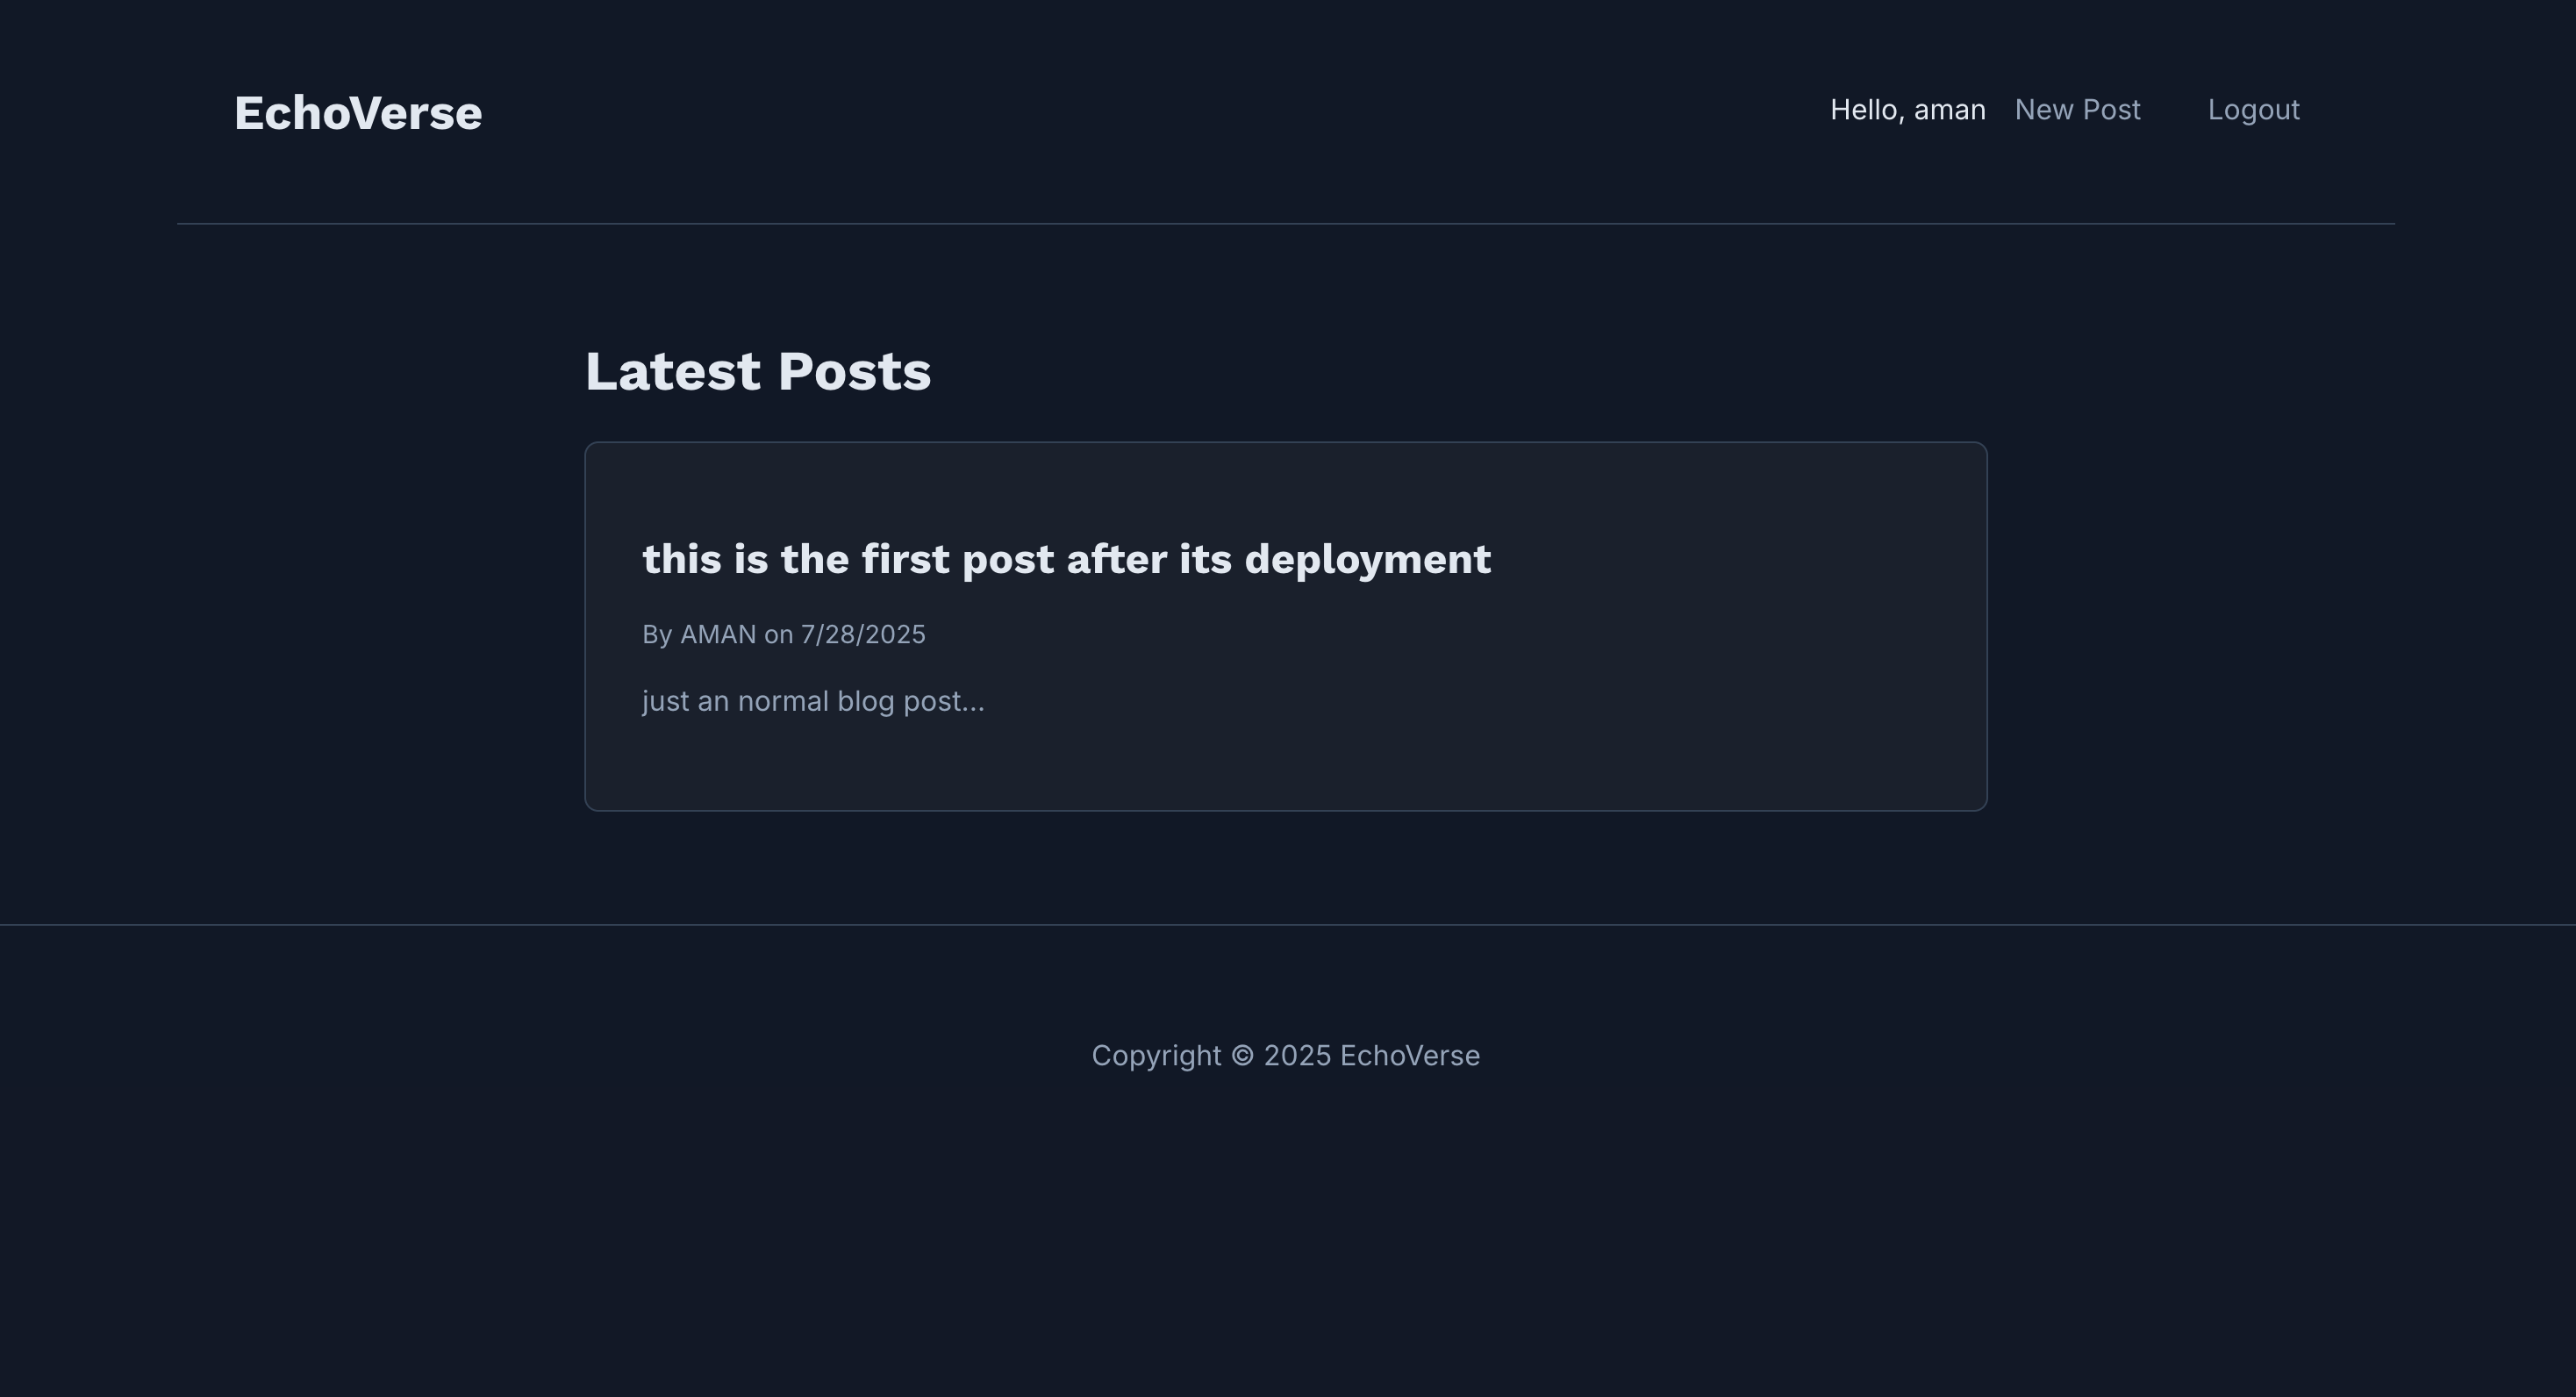 EchoVerse
Hello, aman New Post Logout
Latest Posts
this is the first post after its deployment
By AMAN on 7/28/2025
just an normal blog post...
Copyright © 2025 EchoVerse